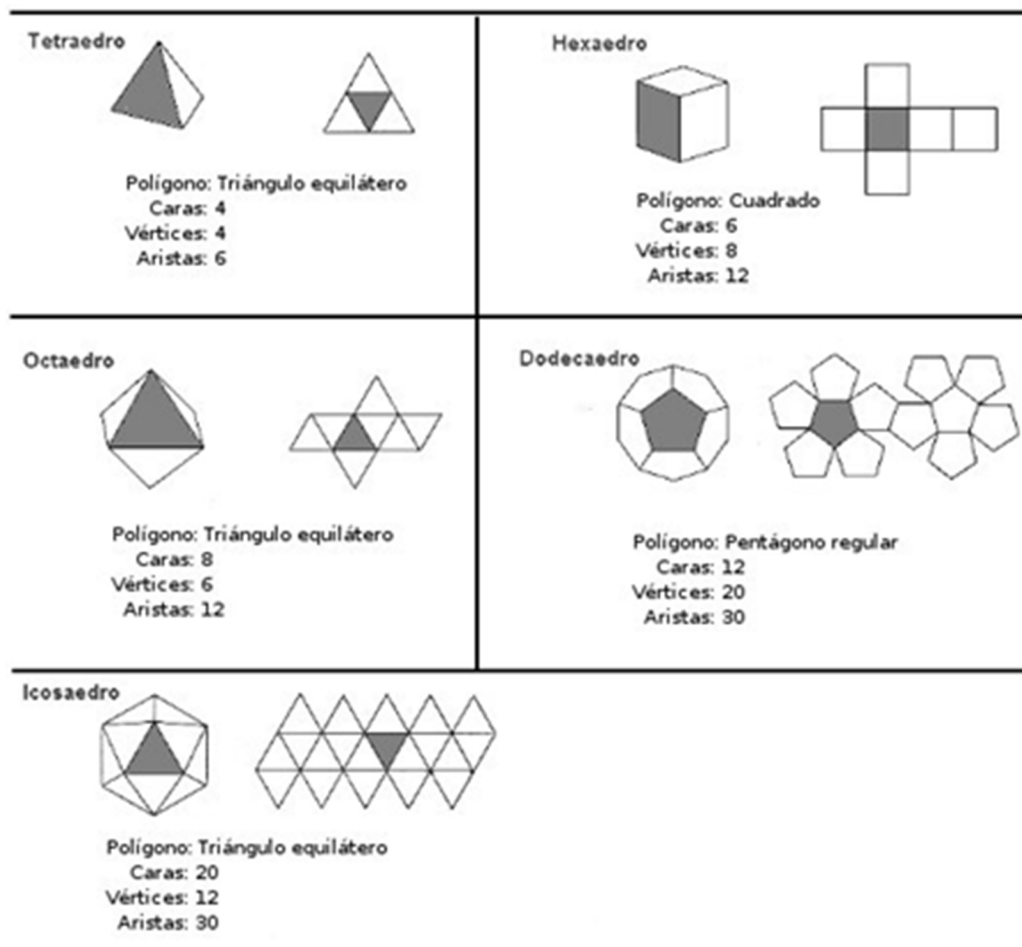 Tetraedro
Polígono: Triángulo equilátero
Caras: 4
Vértices: 4
Aristas: 6
Hexaedro
Polígono: Cuadrado
Caras: 6
Vértices: 8
Aristas: 12
Octaedro
Polígono: Triángulo equilátero
Caras: 8
Vértices: 6
Aristas: 12
Dodecaedro
Polígono: Pentágono regular
Caras: 12
Vértices: 20
Aristas: 30
Icosaedro
Polígono: Triángulo equilátero
Caras: 20
Vértices: 12
Aristas: 30